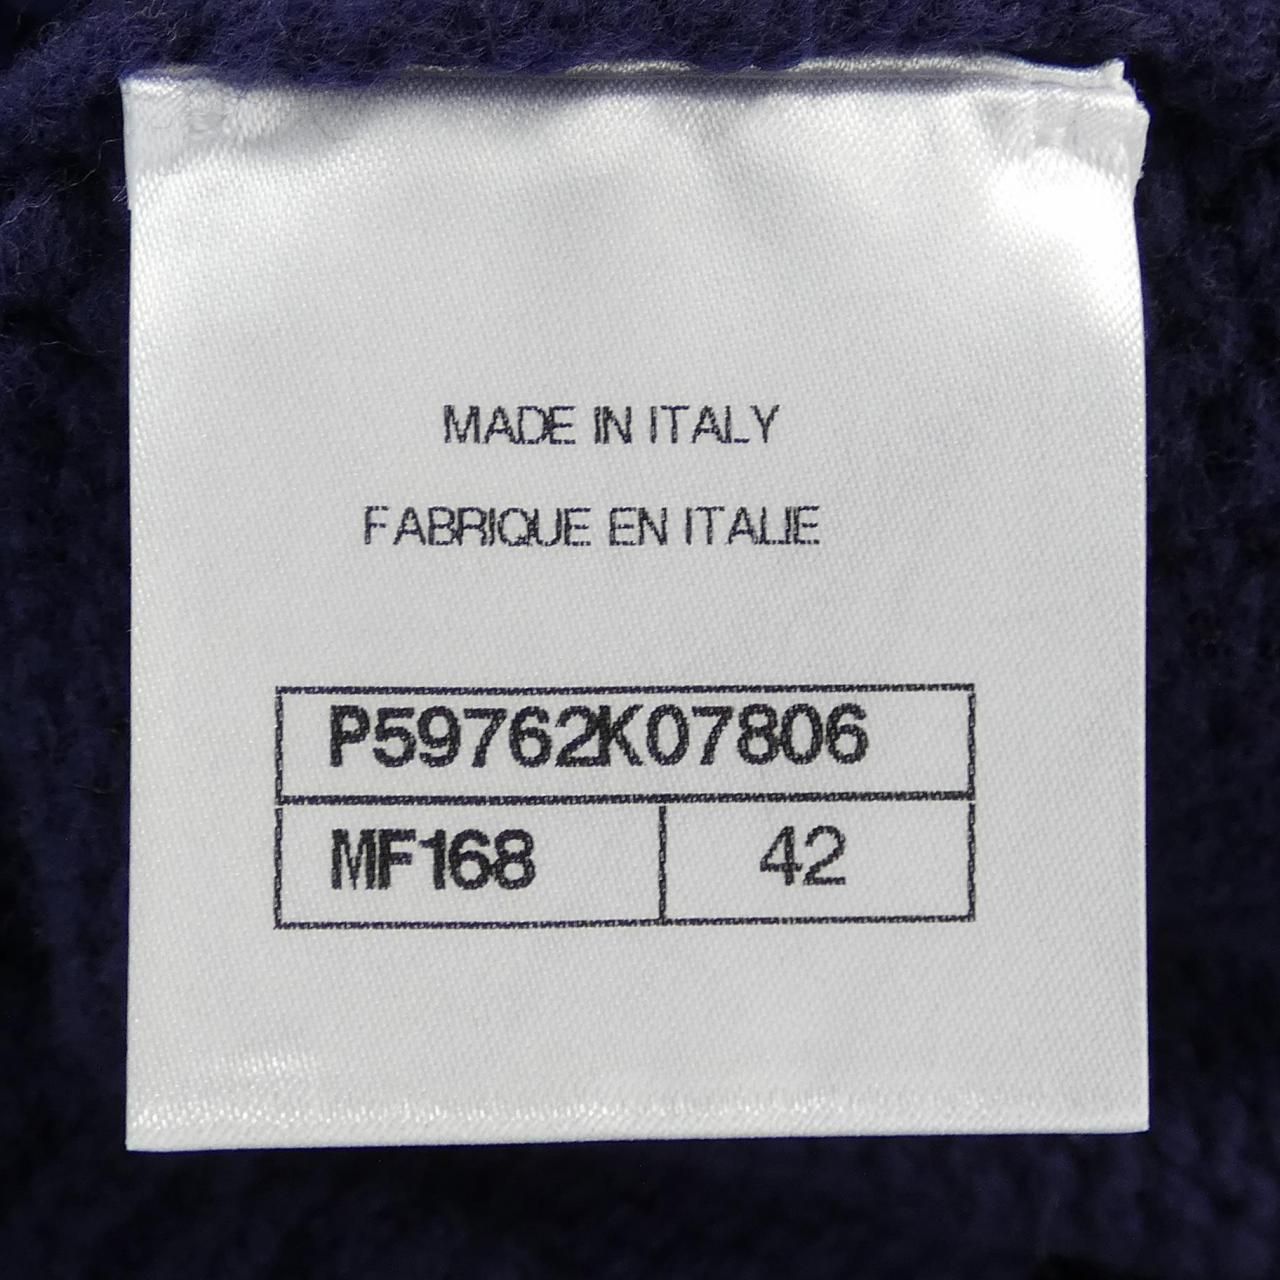 MADE IN ITALY
FABRIQUE EN ITALIE
P59762K07806
MF168 42